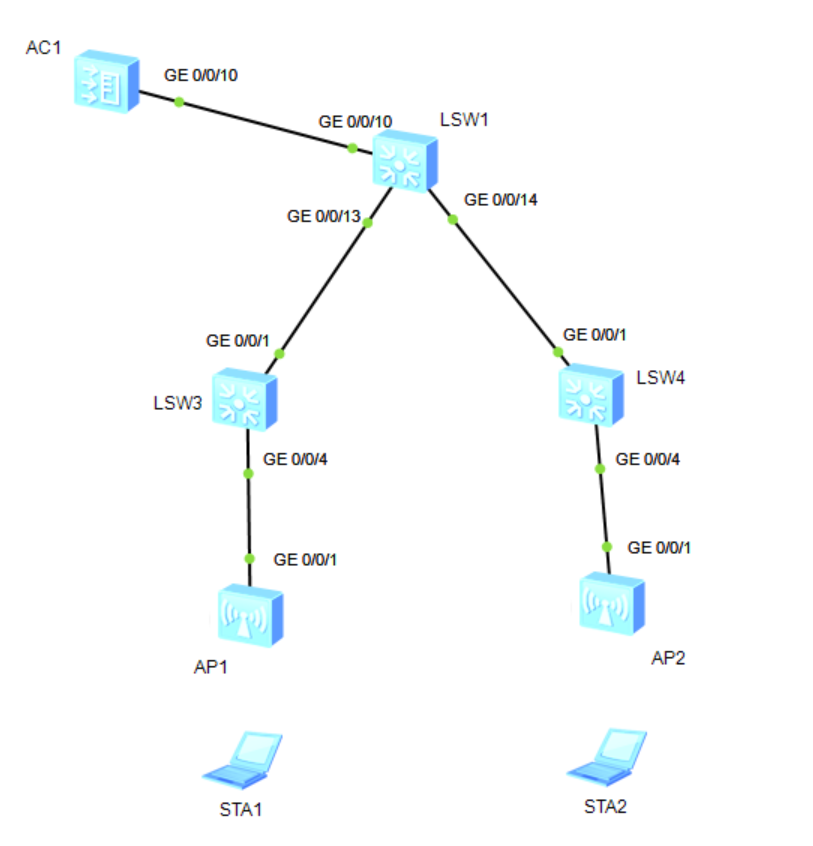 AC1
GE 0/0/10
GE 0/0/10
LSW1
GE 0/0/13
GE 0/0/14
GE 0/0/1
GE 0/0/1
LSW3
LSW4
GE 0/0/4
GE 0/0/4
GE 0/0/1
GE 0/0/1
AP1
AP2
STA1
STA2